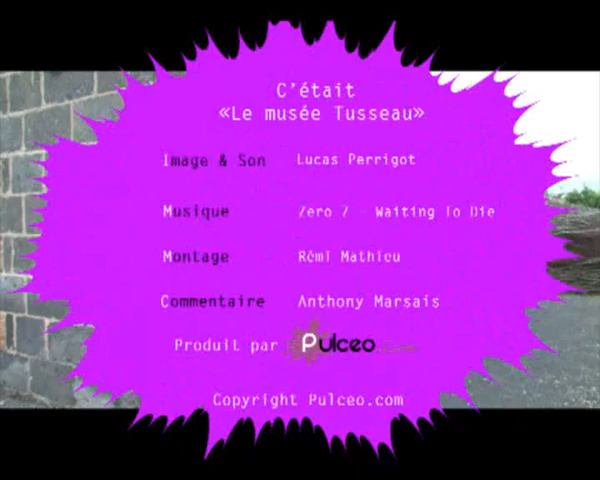 C'était
«Le musée Tusseau»
Image & Son Lucas Perrigot
Musique Zero 7 - Waiting To Die
Montage Rémi Mathieu
Commentaire Anthony Marsais
Produit par Pulceo
Copyright Pulceo.com